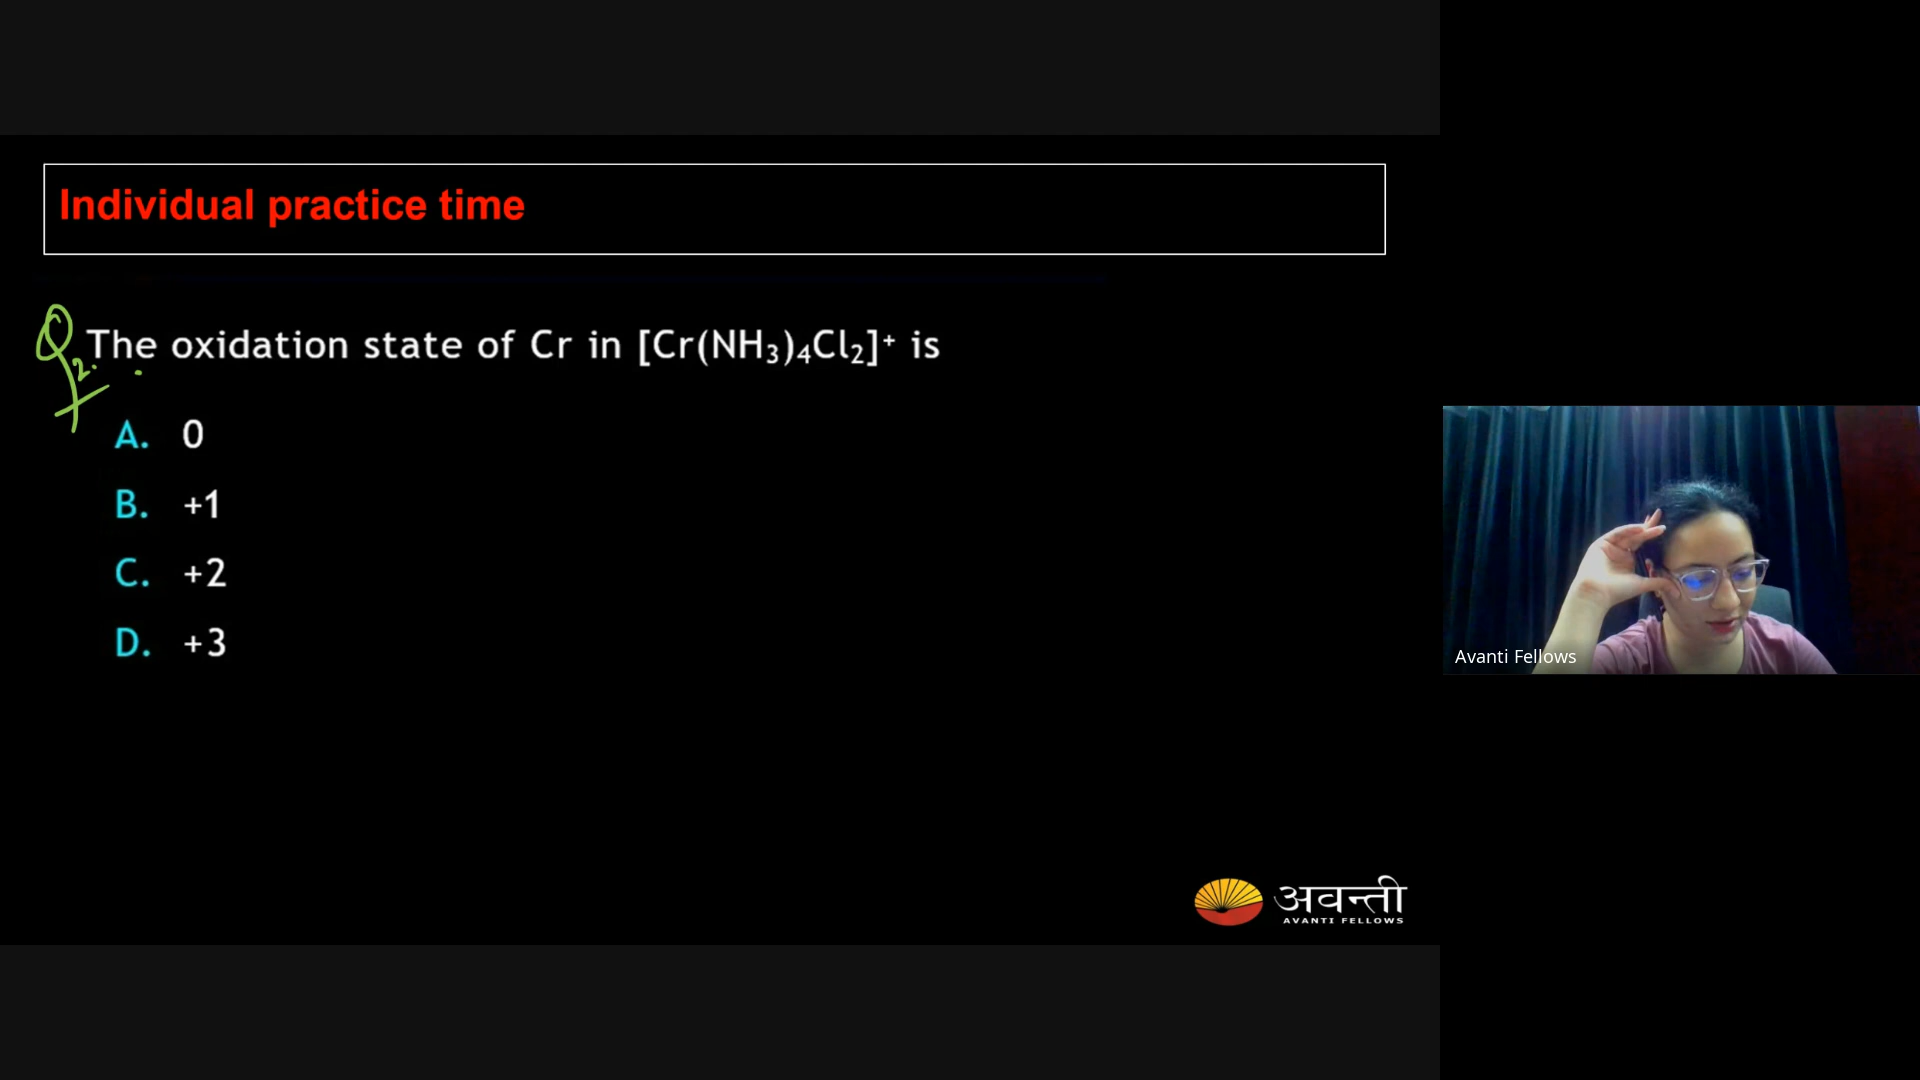 Individual practice time
Q2. The oxidation state of Cr in [Cr(NH₃)₄Cl₂]⁺ is
A. 0
B. +1
C. +2
D. +3
Avanti Fellows
अवन्ती
AVANTI FELLOWS